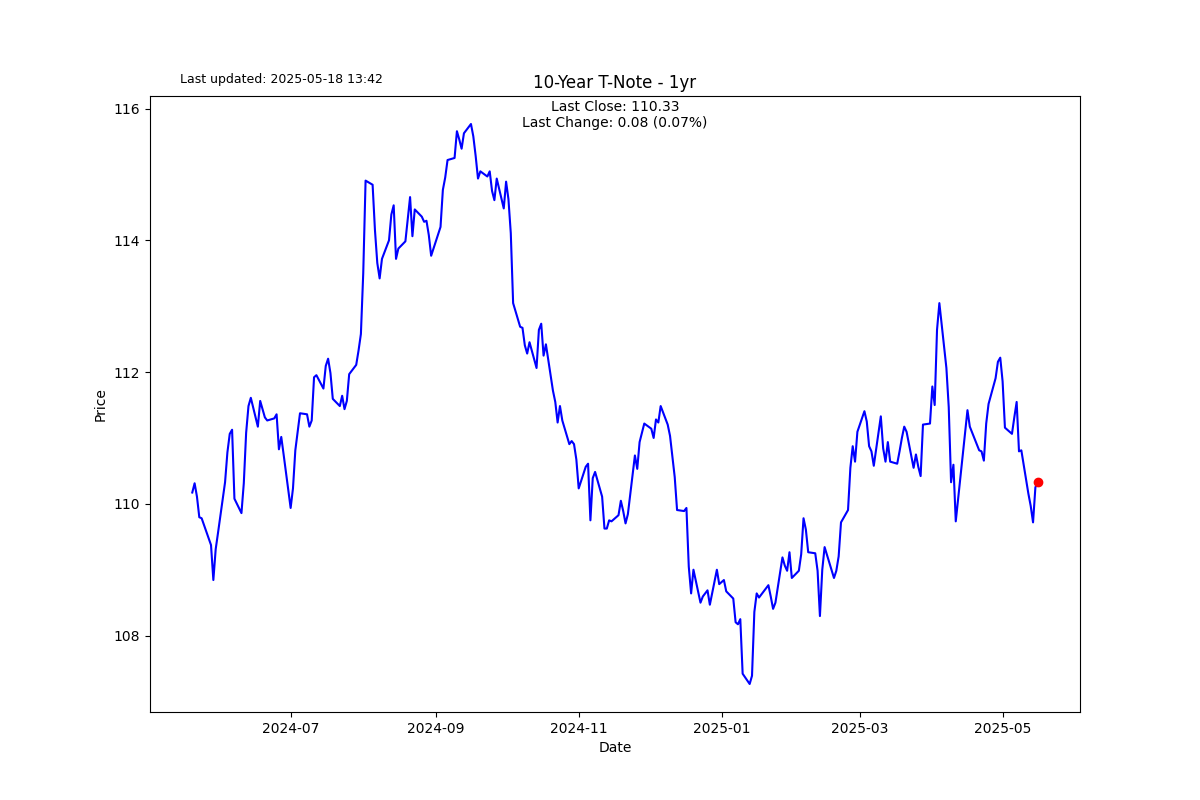 Last updated: 2025-05-18 13:42
10-Year T-Note - 1yr
Last Close: 110.33
Last Change: 0.08 (0.07%)
116
114
112
110
108
Price
2024-07
2024-09
2024-11
2025-01
2025-03
2025-05
Date